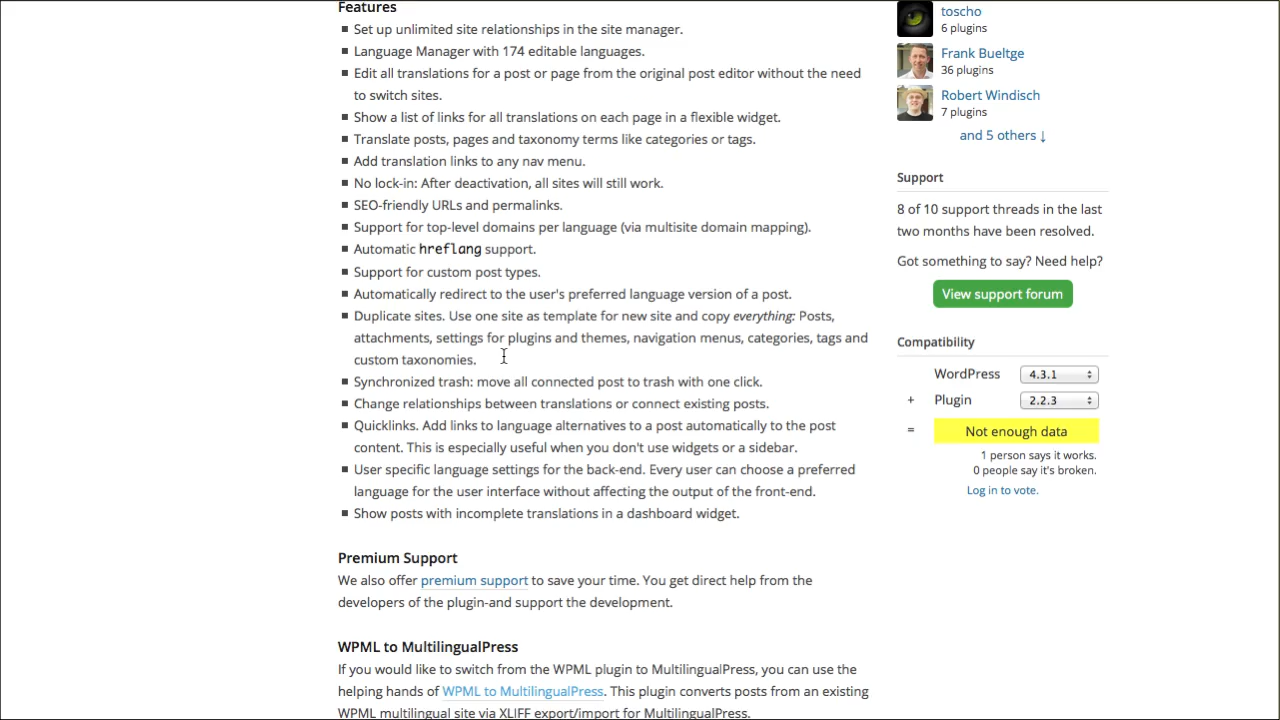 Features
Set up unlimited site relationships in the site manager.
Language Manager with 174 editable languages.
Edit all translations for a post or page from the original post editor without the need
to switch sites.
Show a list of links for all translations on each page in a flexible widget.
Translate posts, pages and taxonomy terms like categories or tags.
Add translation links to any nav menu.
No lock-in: After deactivation, all sites will still work.
SEO-friendly URLs and permalinks.
Support for top-level domains per language (via multisite domain mapping).
Automatic hreflang support.
Support for custom post types.
Automatically redirect to the user's preferred language version of a post.
Duplicate sites. Use one site as template for new site and copy everything: Posts,
attachments, settings for plugins and themes, navigation menus, categories, tags and
custom taxonomies.
Synchronized trash: move all connected post to trash with one click.
Change relationships between translations or connect existing posts.
Quicklinks. Add links to language alternatives to a post automatically to the post
content. This is especially useful when you don't use widgets or a sidebar.
User specific language settings for the back-end. Every user can choose a preferred
language for the user interface without affecting the output of the front-end.
Show posts with incomplete translations in a dashboard widget.
Premium Support
We also offer premium support to save your time. You get direct help from the
developers of the plugin-and support the development.
WPML to MultilingualPress
If you would like to switch from the WPML plugin to MultilingualPress, you can use the
helping hands of WPML to MultilingualPress. This plugin converts posts from an existing
WPML multilingual site via XLIFF export/import for MultilingualPress.
toscho
6 plugins
Frank Bueltge
36 plugins
Robert Windisch
7 plugins
and 5 others ↓
Support
8 of 10 support threads in the last
two months have been resolved.
Got something to say? Need help?
View support forum
Compatibility
WordPress 4.3.1
+ Plugin 2.2.3
= Not enough data
1 person says it works.
0 people say it's broken.
Log in to vote.